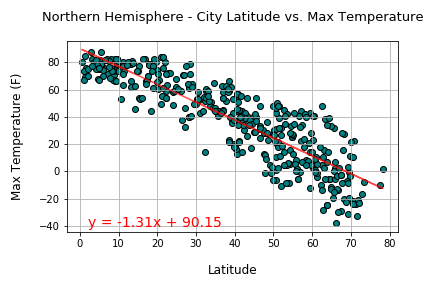 Northern Hemisphere - City Latitude vs. Max Temperature
Max Temperature (F)
80
60
40
20
0
−20
−40
y = -1.31x + 90.15
0 10 20 30 40 50 60 70 80
Latitude